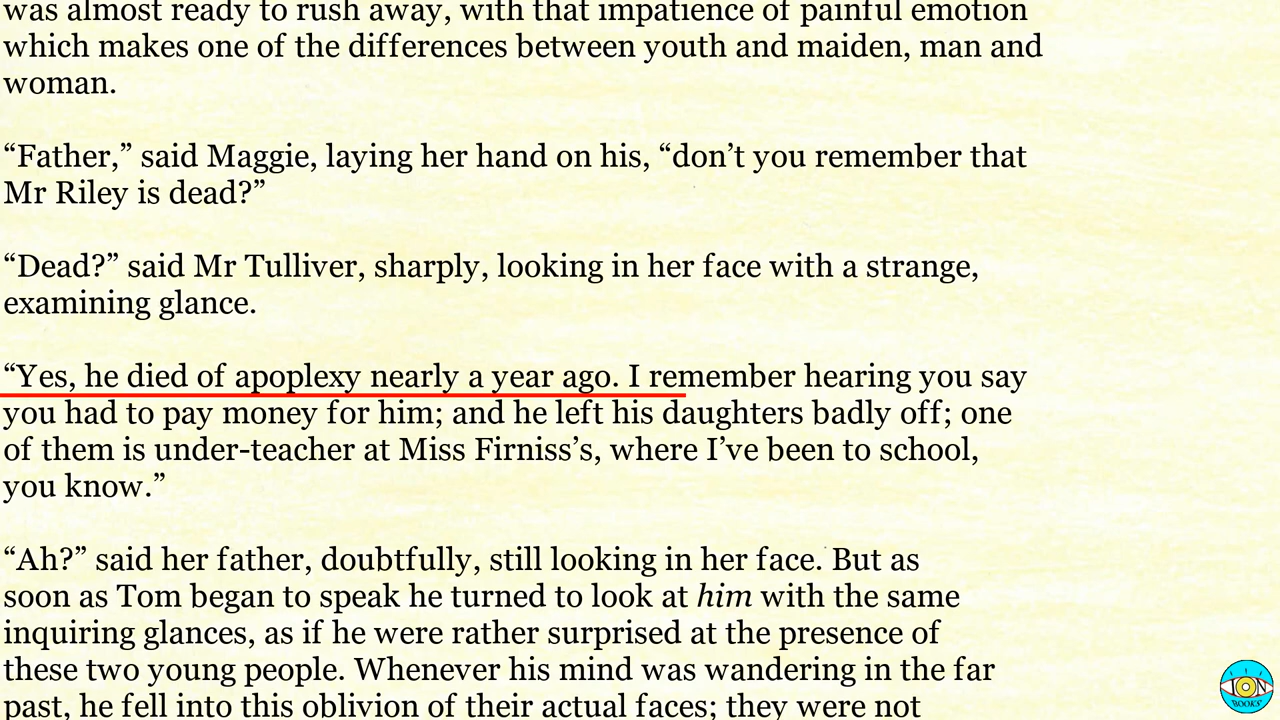 was almost ready to rush away, with that impatience of painful emotion
which makes one of the differences between youth and maiden, man and
woman.
“Father,” said Maggie, laying her hand on his, “don’t you remember that
Mr Riley is dead?”
“Dead?” said Mr Tulliver, sharply, looking in her face with a strange,
examining glance.
“Yes, he died of apoplexy nearly a year ago. I remember hearing you say
you had to pay money for him; and he left his daughters badly off; one
of them is under-teacher at Miss Firniss’s, where I’ve been to school,
you know.”
“Ah?” said her father, doubtfully, still looking in her face. But as
soon as Tom began to speak he turned to look at him with the same
inquiring glances, as if he were rather surprised at the presence of
these two young people. Whenever his mind was wandering in the far
past, he fell into this oblivion of their actual faces; they were not
ION
BOOKS